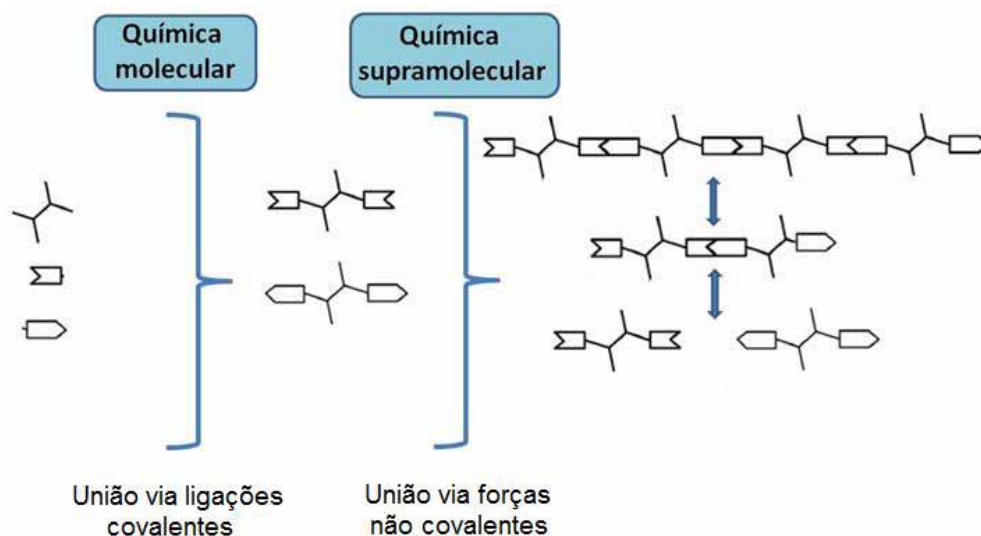 Química
molecular
Química
supramolecular
União via ligações
covalentes
União via forças
não covalentes